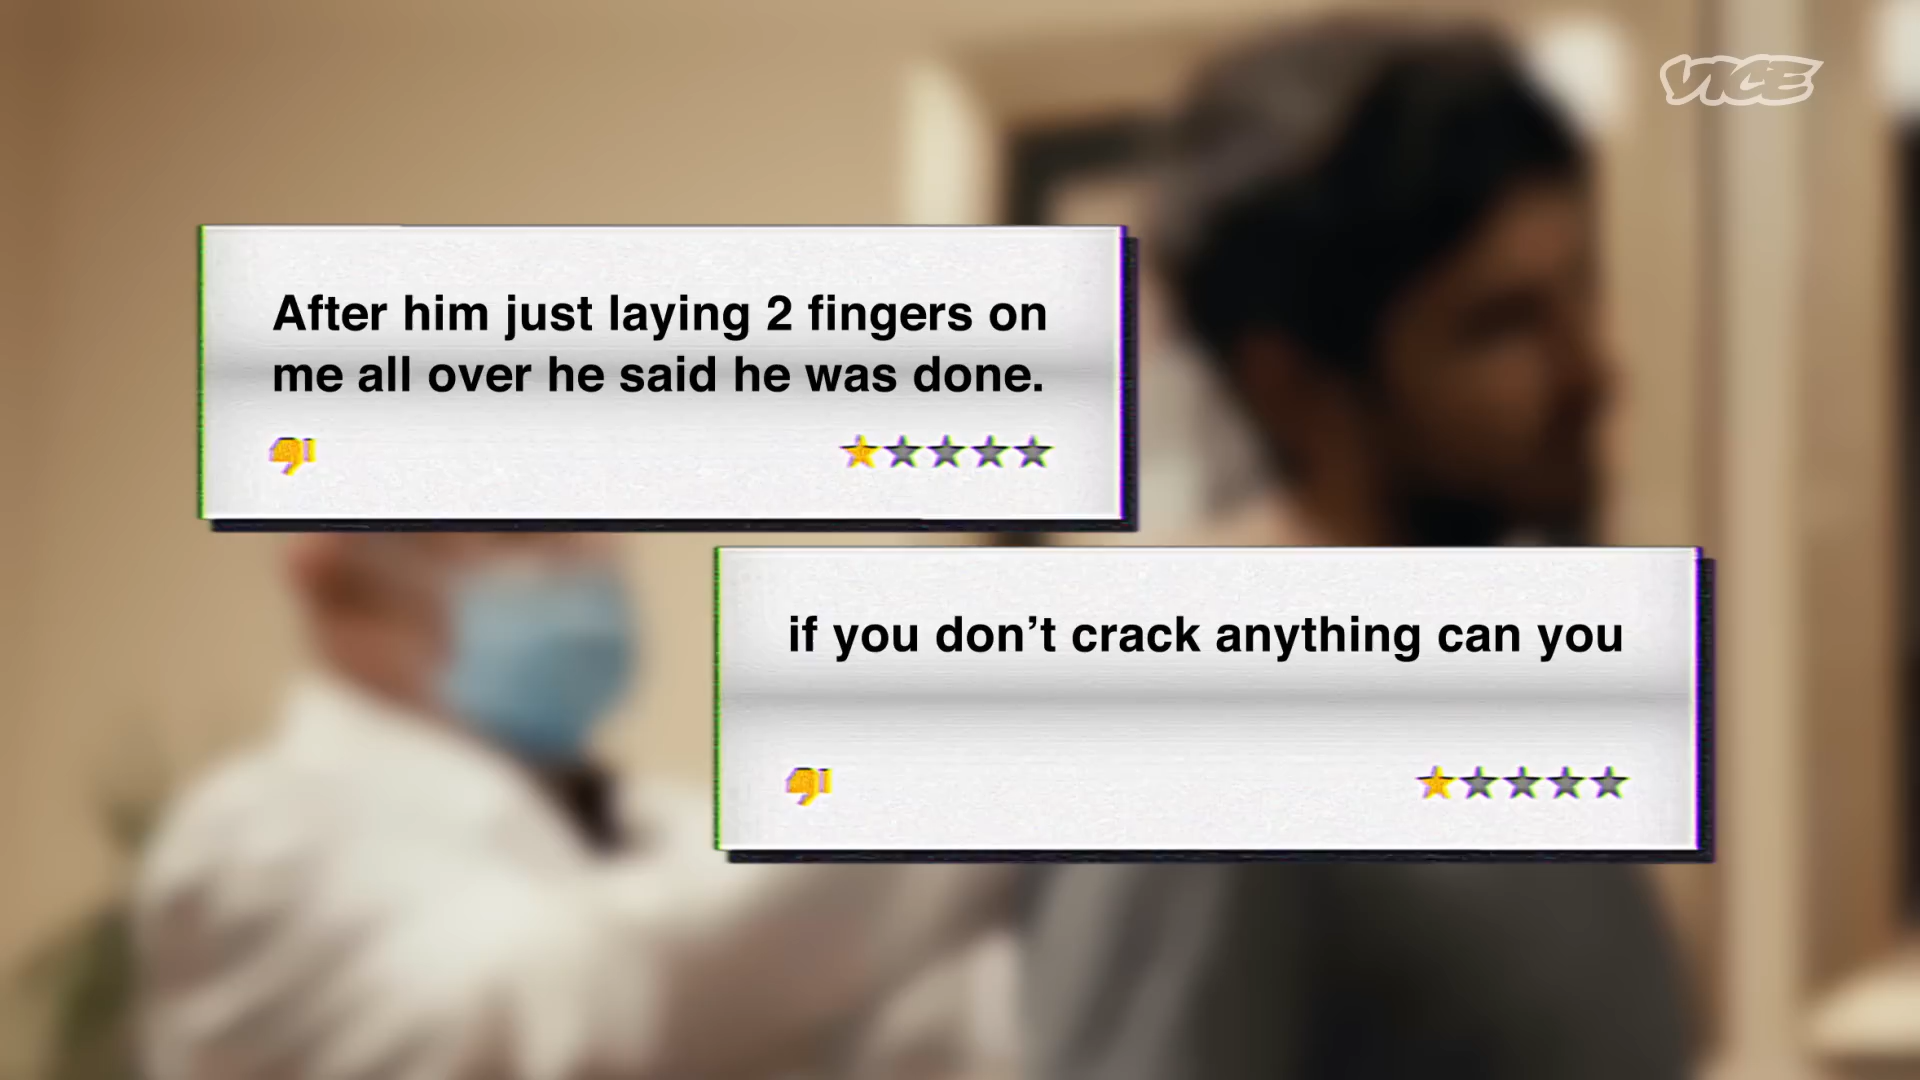 VICE
After him just laying 2 fingers on
me all over he said he was done.
if you don’t crack anything can you